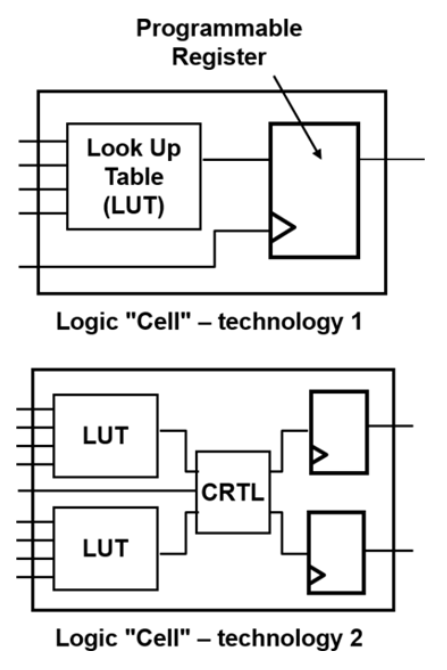 Programmable
Register
Look Up
Table
(LUT)
Logic "Cell" – technology 1
LUT
CRTL
LUT
Logic "Cell" – technology 2